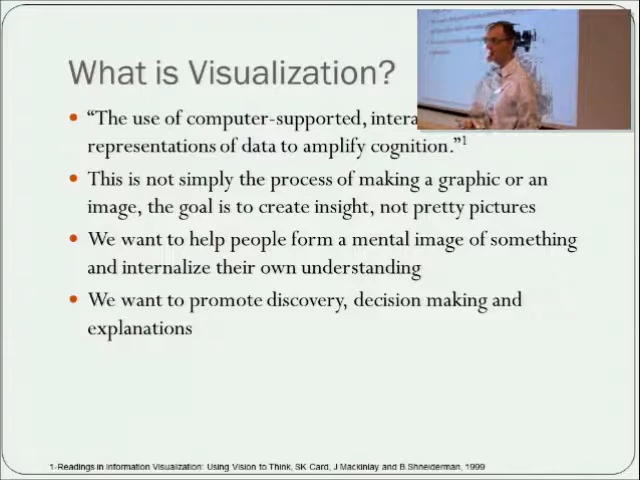 What is Visualization?
• “The use of computer-supported,
representations of data to amplify cognition.”1
• This is not simply the process of making a graphic or an
image, the goal is to create insight, not pretty pictures
• We want to help people form a mental image of something
and internalize their own understanding
• We want to promote discovery, decision making and
explanations
1-Readings in Information Visualization: Using Vision to Think, SK Card, J Mackinlay and B.Shneiderman, 1999